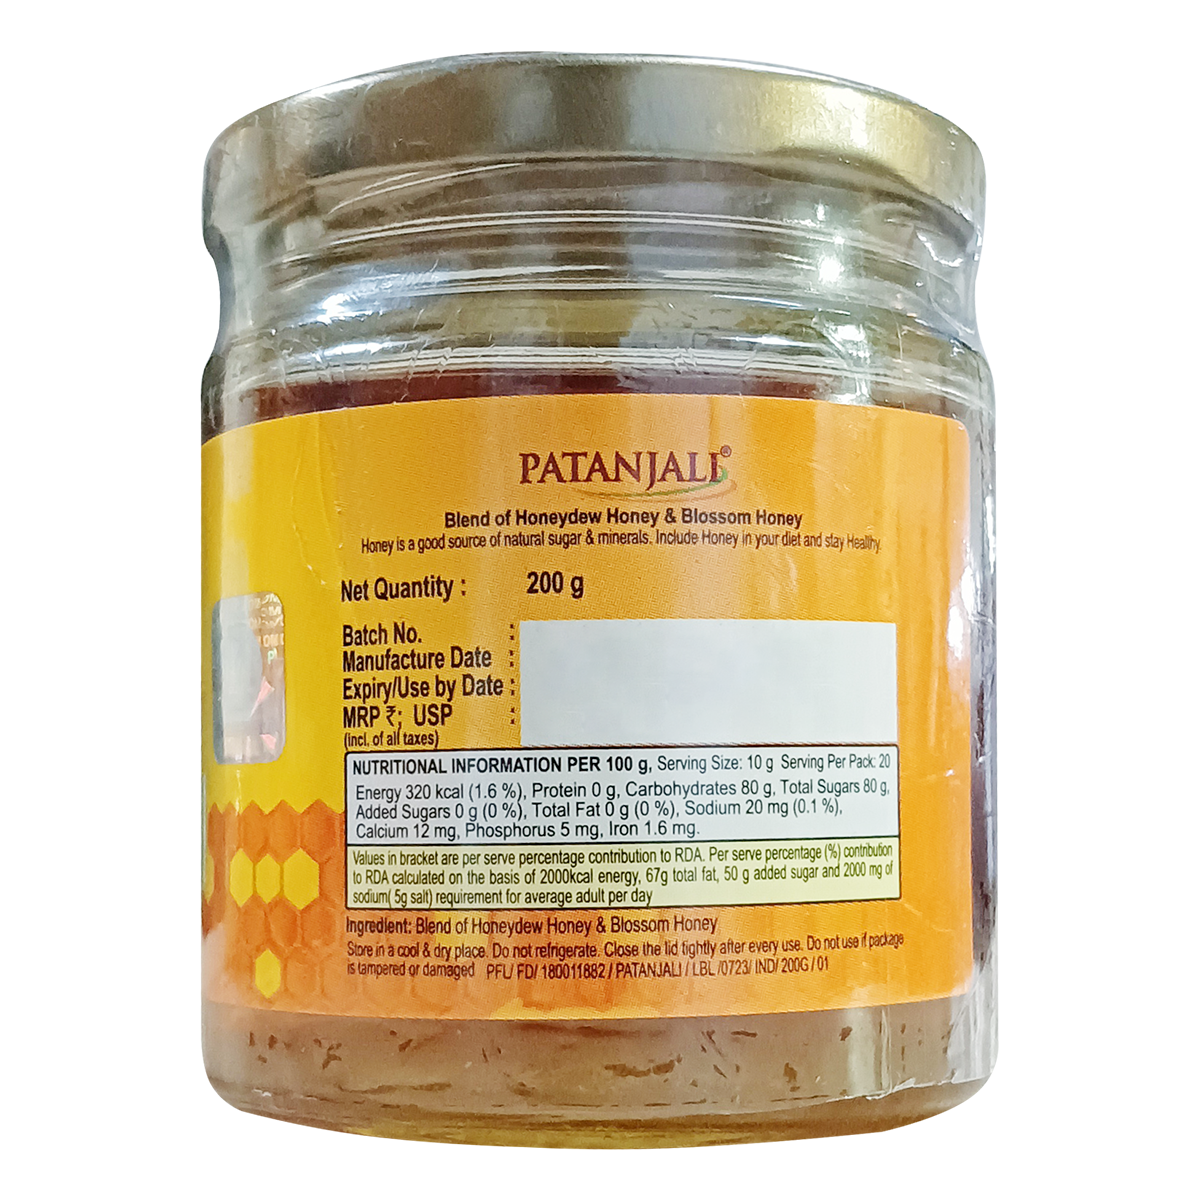 PATANJALI®
Blend of Honeydew Honey & Blossom Honey
Honey is a good source of natural sugar & minerals. Include Honey in your diet and stay Healthy.
Net Quantity : 200 g
Batch No. :
Manufacture Date :
Expiry/Use by Date :
MRP ₹; USP :
(incl. of all taxes)
NUTRITIONAL INFORMATION PER 100 g, Serving Size: 10 g Serving Per Pack: 20
Energy 320 kcal (1.6 %), Protein 0 g, Carbohydrates 80 g, Total Sugars 80 g,
Added Sugars 0 g (0 %), Total Fat 0 g (0 %), Sodium 20 mg (0.1 %),
Calcium 12 mg, Phosphorus 5 mg, Iron 1.6 mg.
Values in bracket are per serve percentage contribution to RDA. Per serve percentage (%) contribution
to RDA calculated on the basis of 2000kcal energy, 67g total fat, 50 g added sugar and 2000 mg of
sodium( 5g salt) requirement for average adult per day
Ingredient: Blend of Honeydew Honey & Blossom Honey
Store in a cool & dry place. Do not refrigerate. Close the lid tightly after every use. Do not use if package
is tampered or damaged PFL/ FD/ 180011882 / PATANJALI / LBL /0723/ IND/ 200G / 01